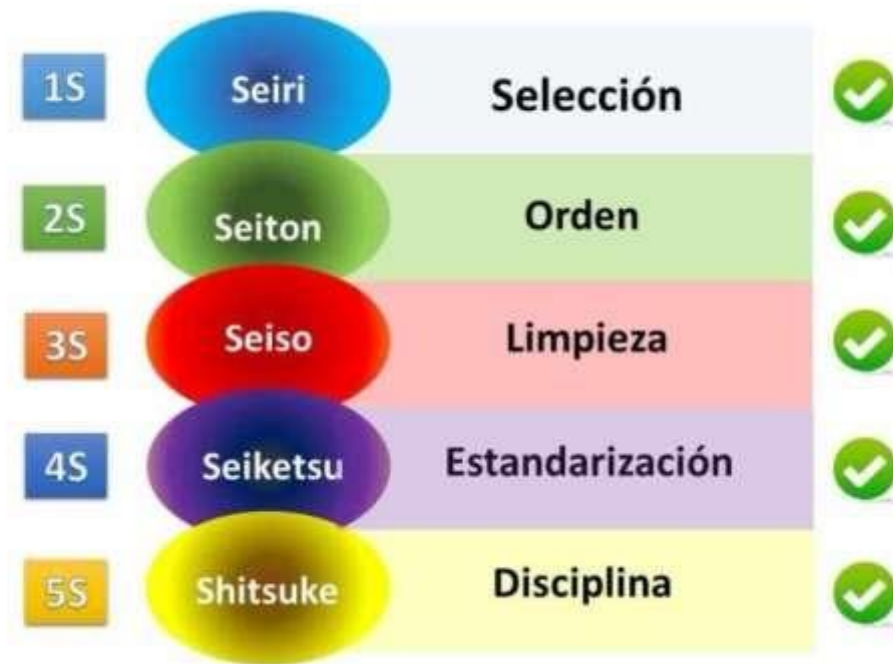 1S Seiri Selección
2S Seiton Orden
3S Seiso Limpieza
4S Seiketsu Estandarización
5S Shitsuke Disciplina